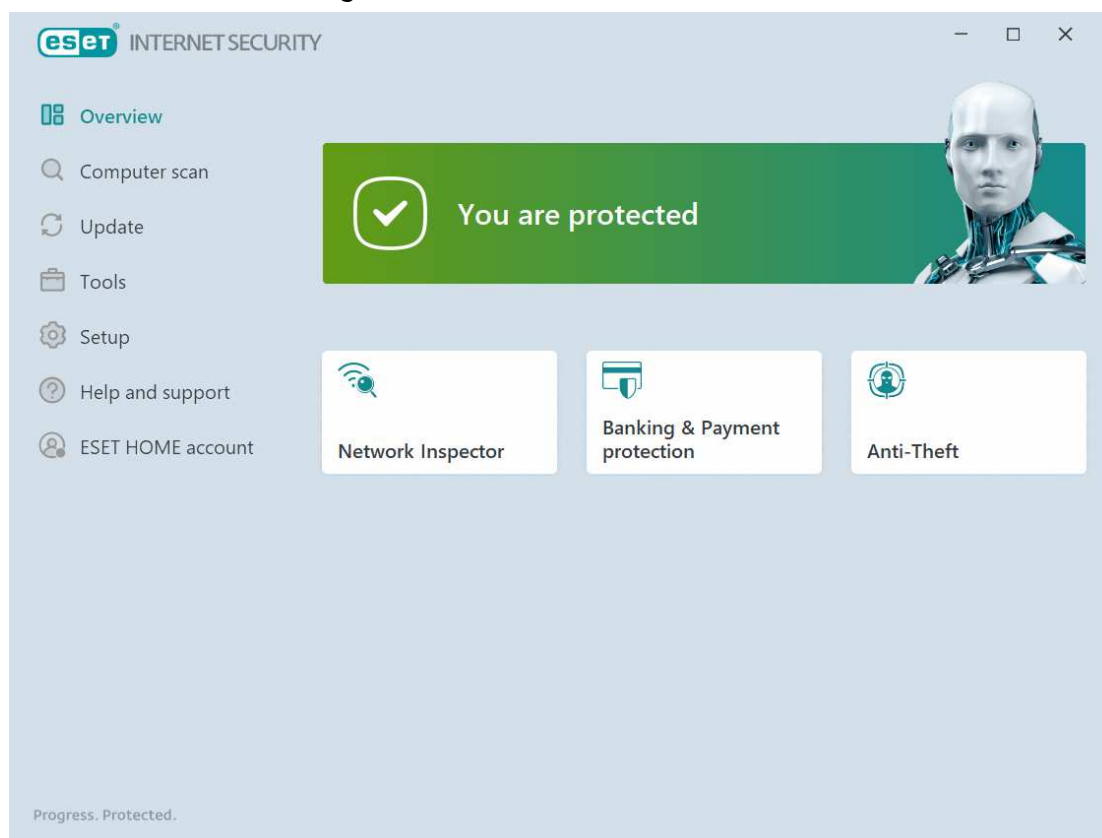 eset® INTERNET SECURITY
Overview
Computer scan
Update
Tools
Setup
Help and support
ESET HOME account
You are protected
Network Inspector
Banking & Payment
protection
Anti-Theft
Progress. Protected.